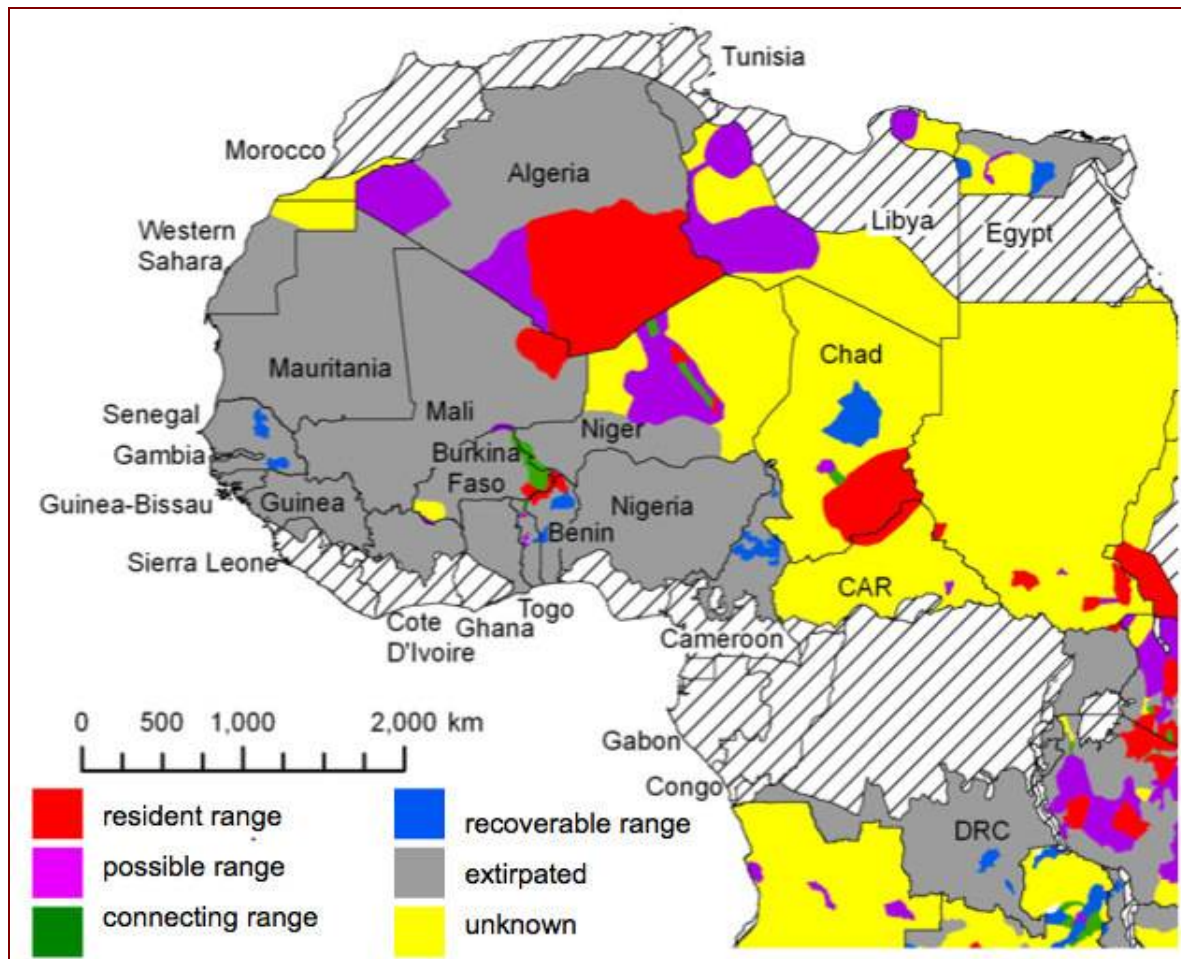 Tunisia
Morocco
Algeria
Libya
Egypt
Western
Sahara
Mauritania
Chad
Senegal
Mali
Niger
Gambia
Burkina
Faso
Guinea-Bissau
Guinea
Nigeria
Benin
Sierra Leone
CAR
Togo
Cote
D'Ivoire
Ghana
Cameroon
0 500 1,000 2,000 km
Gabon
Congo
DRC
resident range
recoverable range
possible range
extirpated
connecting range
unknown